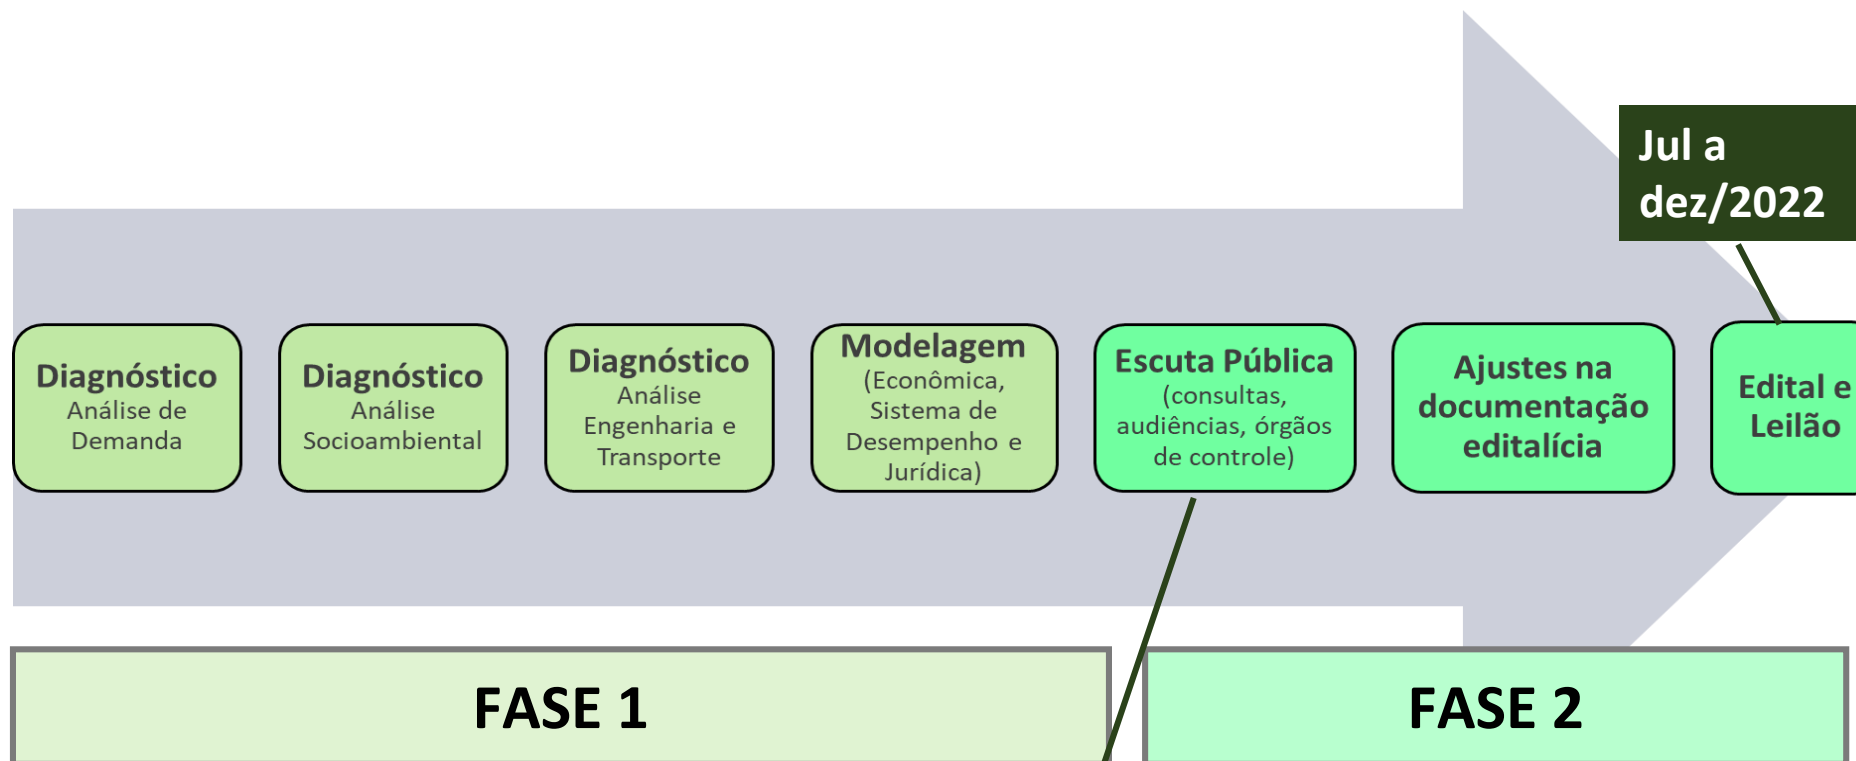 Jul a
dez/2022
Diagnóstico
Análise de
Demanda
Diagnóstico
Análise
Socioambiental
Diagnóstico
Análise
Engenharia e
Transporte
Modelagem
(Econômica,
Sistema de
Desempenho e
Jurídica)
Escuta Pública
(consultas,
audiências, órgãos
de controle)
Ajustes na
documentação
editalícia
Edital e
Leilão
FASE 1
FASE 2